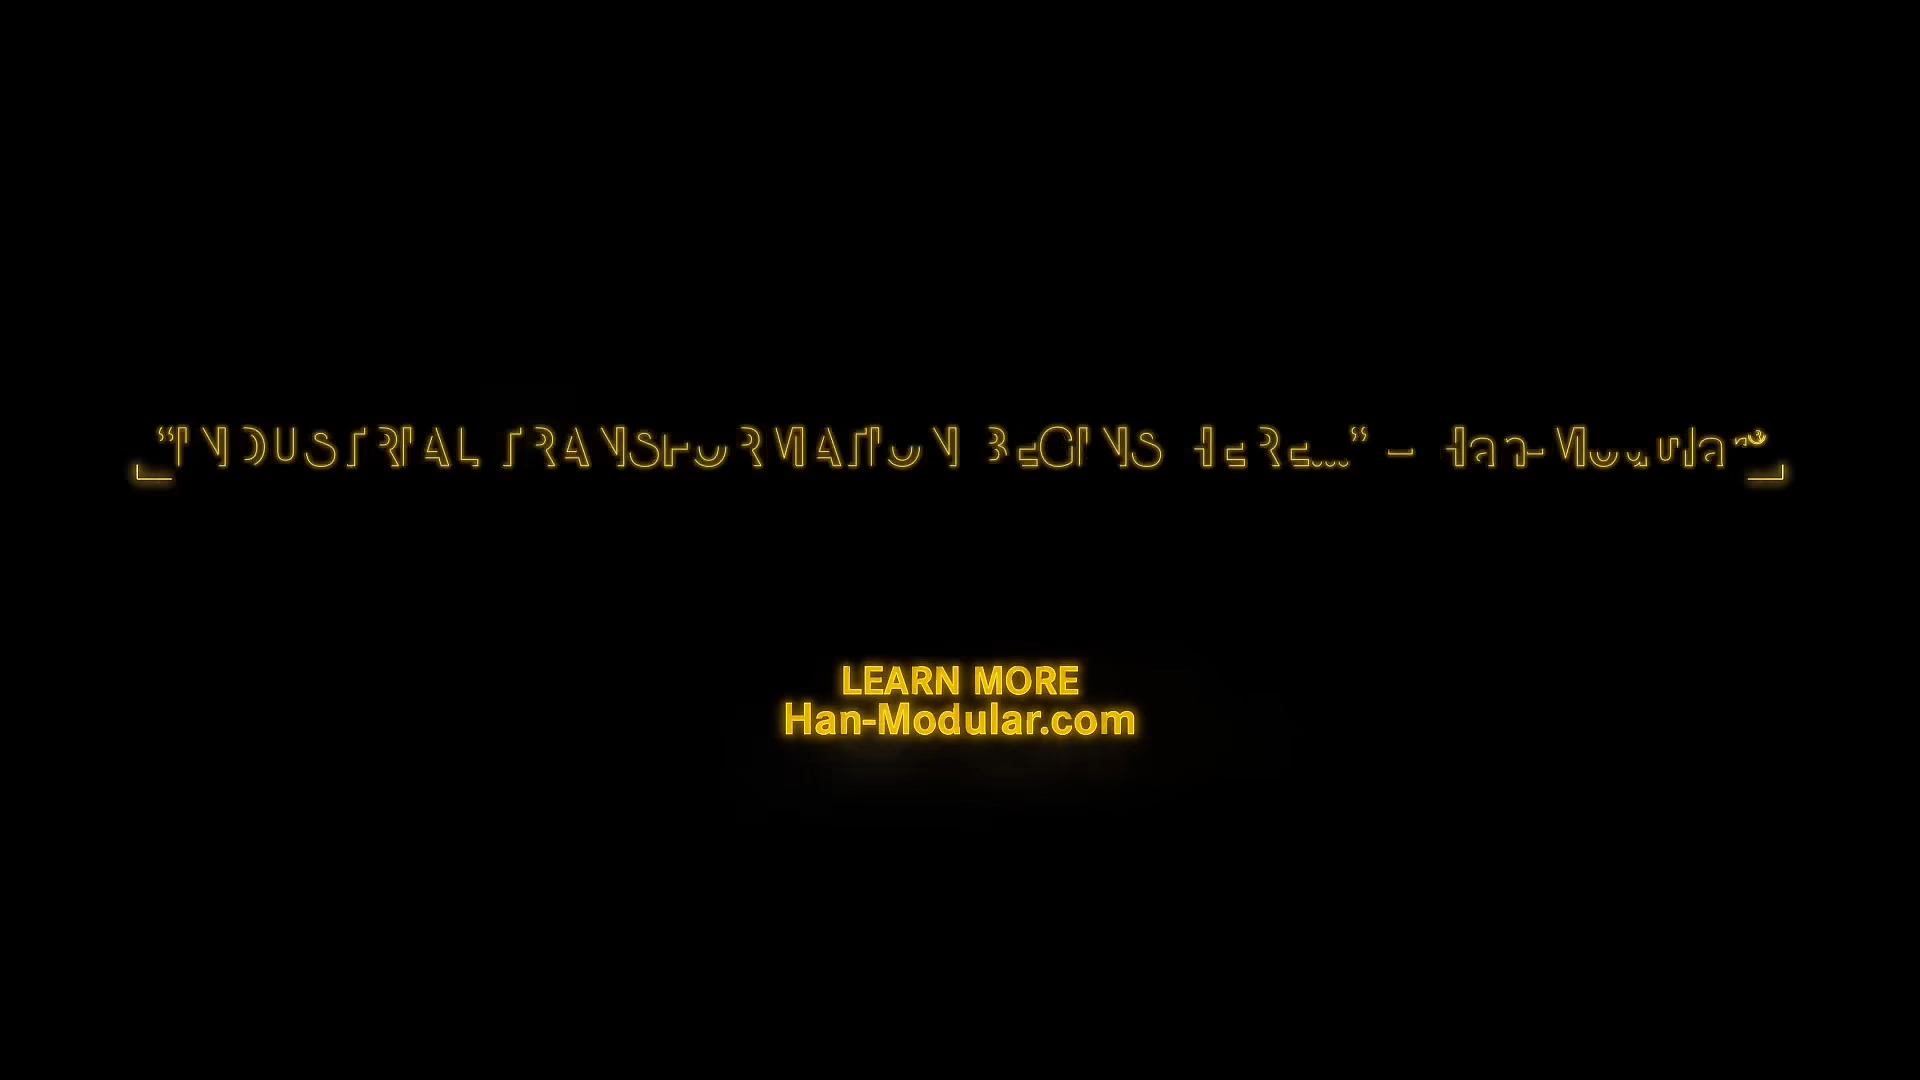 “INDUSTRIAL TRANSFORMATION BEGINS HERE...“ – Han-Modular®
LEARN MORE
Han-Modular.com